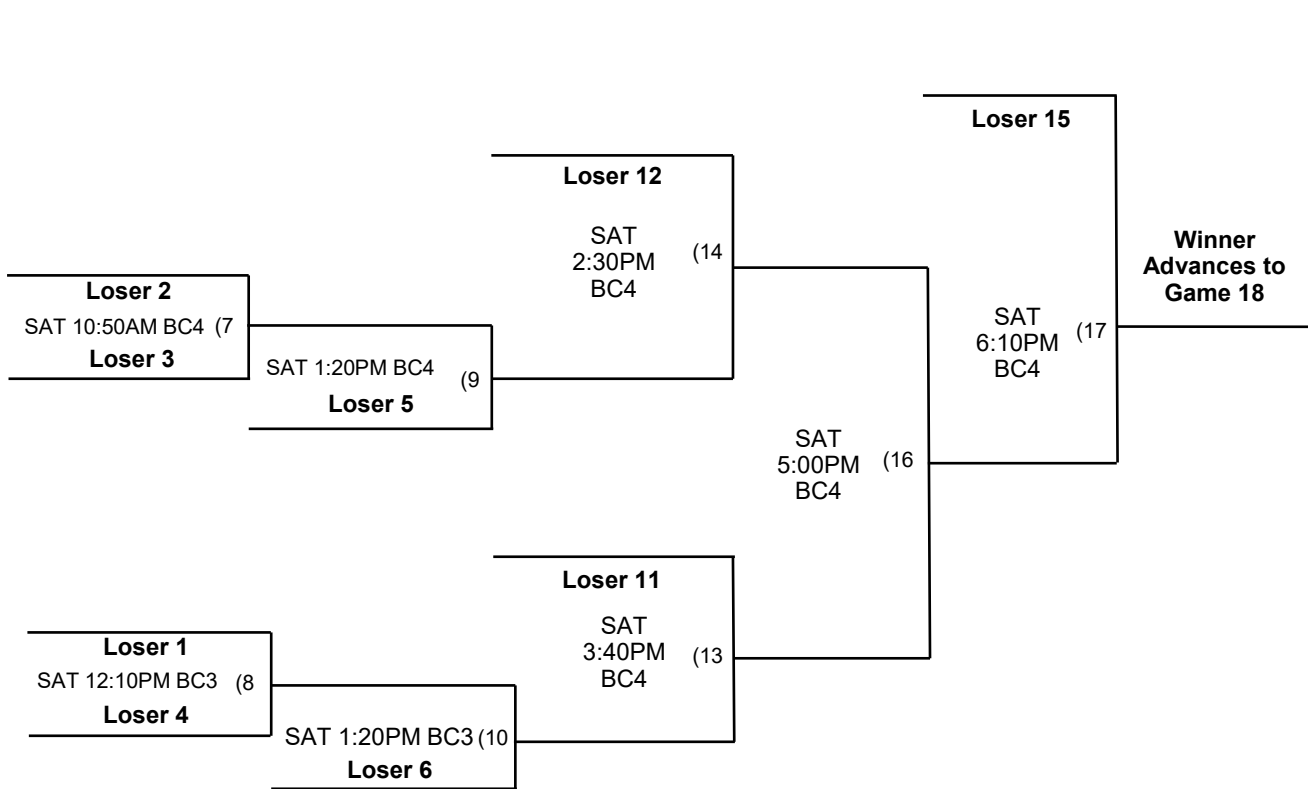 Loser 15
Loser 12
SAT
2:30PM
BC4
(14
Winner
Advances to
Game 18
Loser 2
SAT 10:50AM BC4 (7
Loser 3
SAT 1:20PM BC4 (9
Loser 5
SAT
6:10PM
BC4
(17
SAT
5:00PM
BC4
(16
Loser 11
SAT
3:40PM
BC4
(13
Loser 1
SAT 12:10PM BC3 (8
Loser 4
SAT 1:20PM BC3 (10
Loser 6